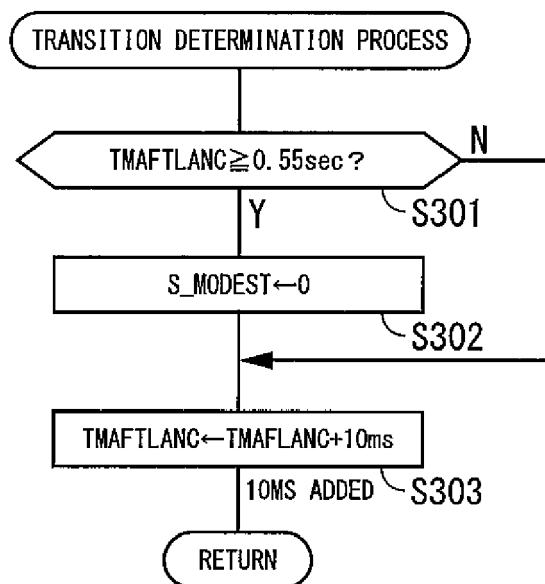 TRANSITION DETERMINATION PROCESS
TMAFTLANC≧0.55sec?
N
S301
Y
S_MODEST←0
S302
TMAFTLANC←TMAFLANC+10ms
10MS ADDED
S303
RETURN